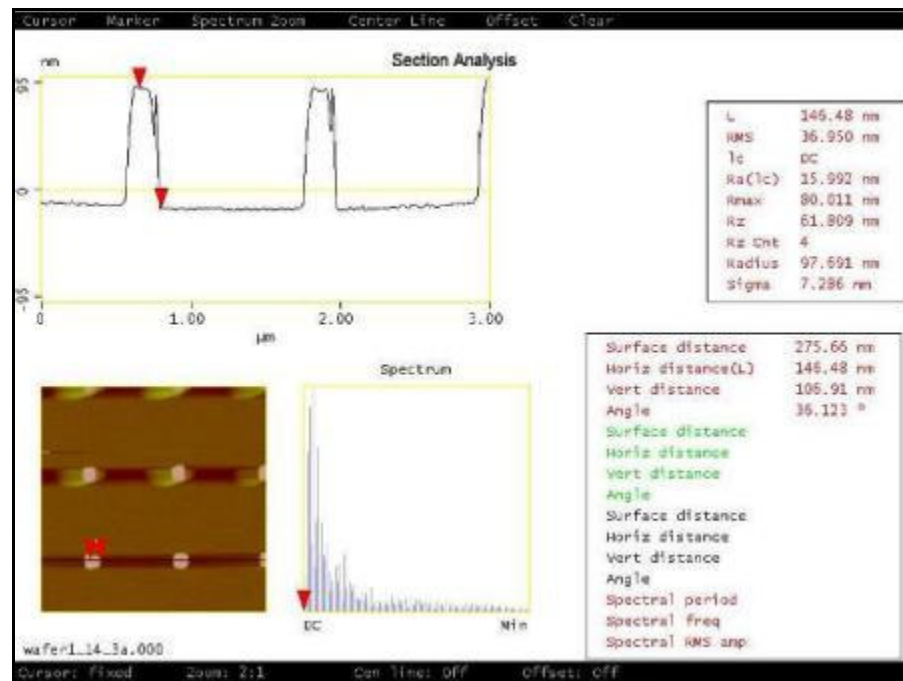 Cursor Marker Spectrum Zoom Center Line Offset Clear
nm
Section Analysis
95
0
-95
0 1.00 2.00 3.00
µm
L 146.48 nm
RMS 36.950 nm
lc DC
Ra(lc) 15.992 nm
Rmax 80.011 nm
Rz 61.809 nm
Rz Cnt 4
Radius 97.691 nm
Sigma 7.286 nm
Surface distance 275.66 nm
Horiz distance(L) 146.48 nm
Vert distance 106.91 nm
Angle 36.123 °
Surface distance
Horiz distance
Vert distance
Angle
Surface distance
Horiz distance
Vert distance
Angle
Spectral period
Spectral freq
Spectral RMS amp
Spectrum
DC Min
wafer1_14_3a.000
Cursor: fixed Zoom: 2:1 Cen line: Off Offset: Off